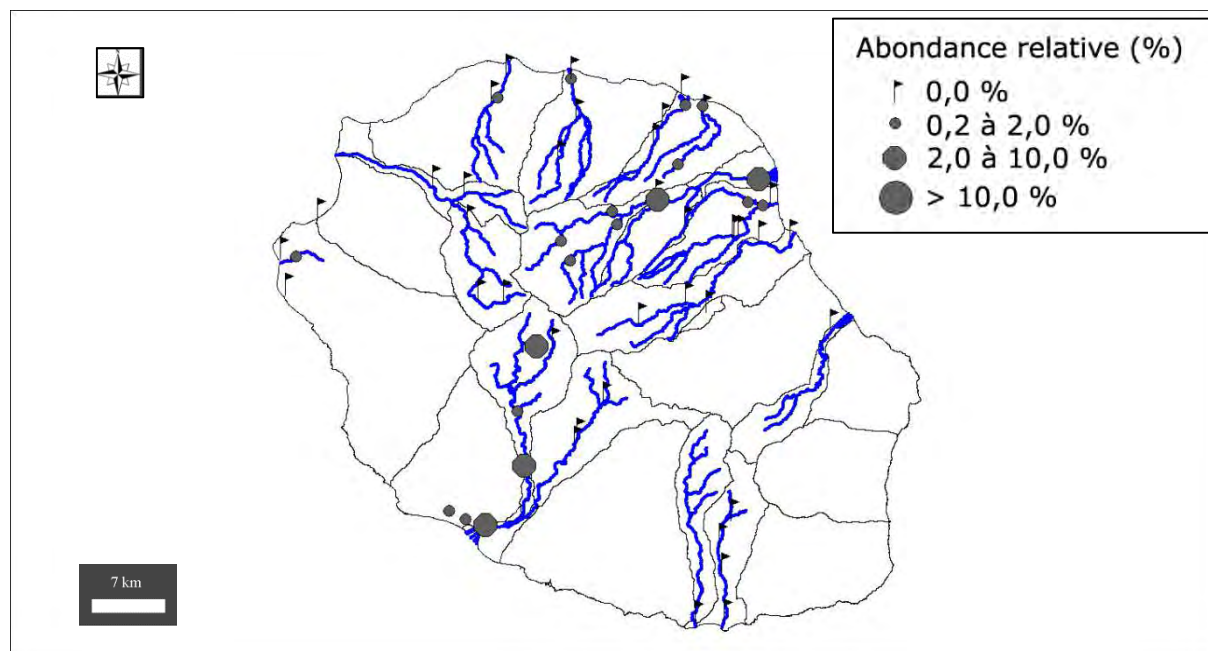 Abondance relative (%)
0,0 %
0,2 à 2,0 %
2,0 à 10,0 %
> 10,0 %
7 km